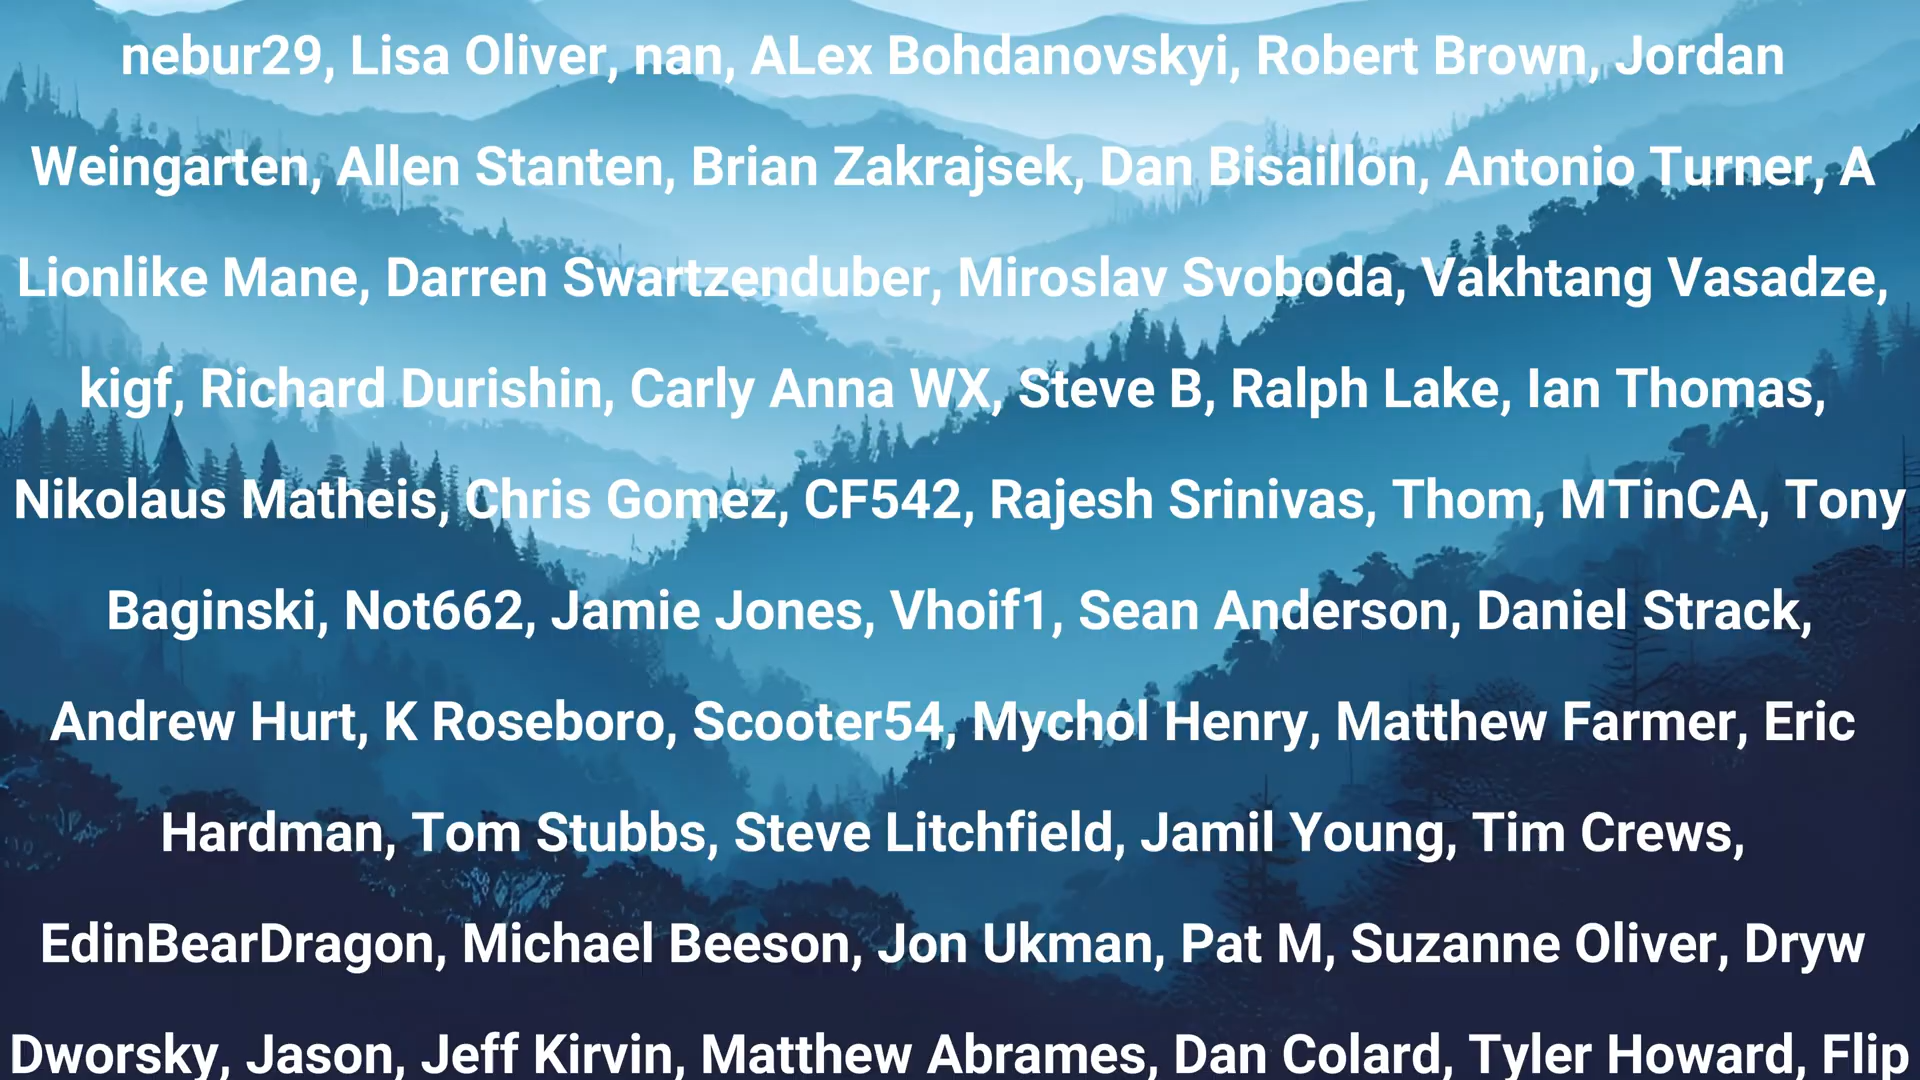 nebur29, Lisa Oliver, nan, ALex Bohdanovskyi, Robert Brown, Jordan
Weingarten, Allen Stanten, Brian Zakrajsek, Dan Bisaillon, Antonio Turner, A
Lionlike Mane, Darren Swartzenduber, Miroslav Svoboda, Vakhtang Vasadze,
kigf, Richard Durishin, Carly Anna WX, Steve B, Ralph Lake, Ian Thomas,
Nikolaus Matheis, Chris Gomez, CF542, Rajesh Srinivas, Thom, MTinCA, Tony
Baginski, Not662, Jamie Jones, Vhoif1, Sean Anderson, Daniel Strack,
Andrew Hurt, K Roseboro, Scooter54, Mychol Henry, Matthew Farmer, Eric
Hardman, Tom Stubbs, Steve Litchfield, Jamil Young, Tim Crews,
EdinBearDragon, Michael Beeson, Jon Ukman, Pat M, Suzanne Oliver, Dryw
Dworsky, Jason, Jeff Kirvin, Matthew Abrames, Dan Colard, Tyler Howard, Flip